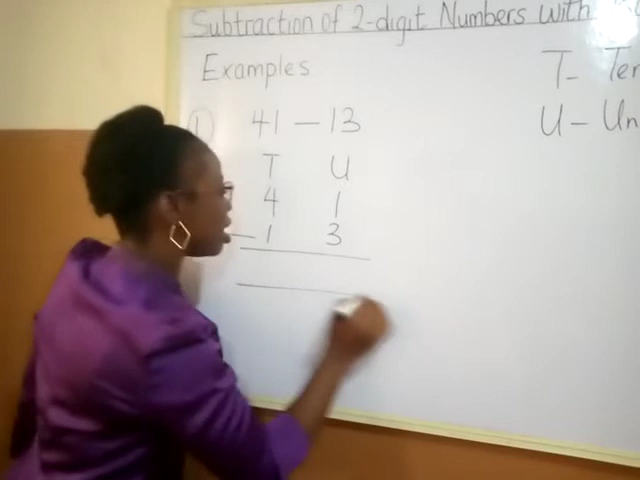 Subtraction of 2-digit Numbers with
Examples
T- Ten
1 41 — 13
U- Un
T U
4 1
— 1 3